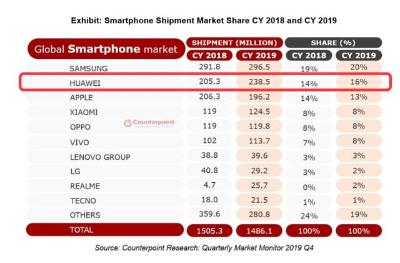 Exhibit: Smartphone Shipment Market Share CY 2018 and CY 2019
Global Smartphone market SHIPMENT (MILLION) SHARE (%)
CY 2018 CY 2019 CY 2018 CY 2019
SAMSUNG 291.8 296.5 19% 20%
HUAWEI 205.3 238.5 14% 16%
APPLE 206.3 196.2 14% 13%
XIAOMI 119 124.5 8% 8%
OPPO 119 119.8 8% 8%
VIVO 102 113.7 7% 8%
LENOVO GROUP 38.8 39.6 3% 3%
LG 40.8 29.2 3% 2%
REALME 4.7 25.7 0% 2%
TECNO 18.0 21.5 1% 1%
OTHERS 359.6 280.8 24% 19%
TOTAL 1505.3 1486.1 100% 100%
Counterpoint
Source: Counterpoint Research: Quarterly Market Monitor 2019 Q4